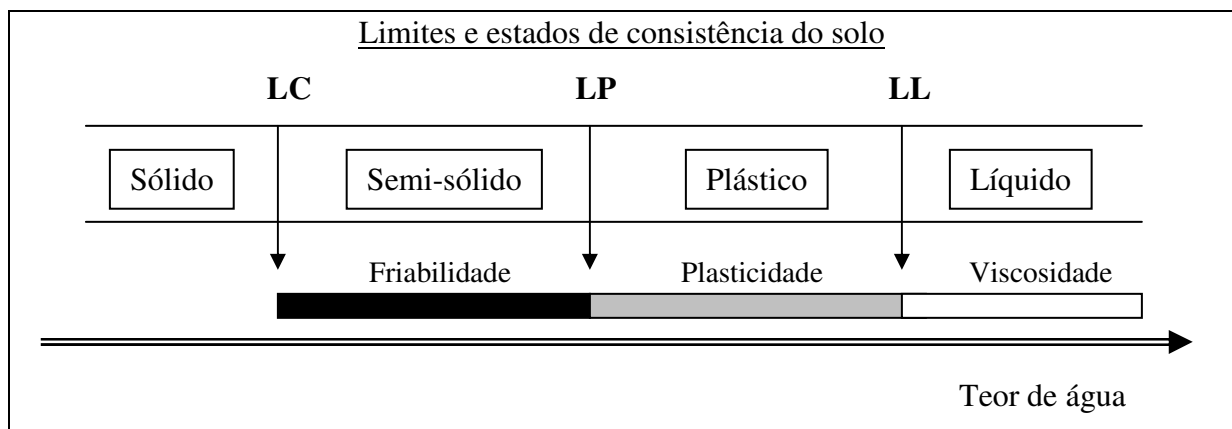 Limites e estados de consistência do solo
LC LP LL
Sólido Semi-sólido Plástico Líquido
Friabilidade Plasticidade Viscosidade
Teor de água